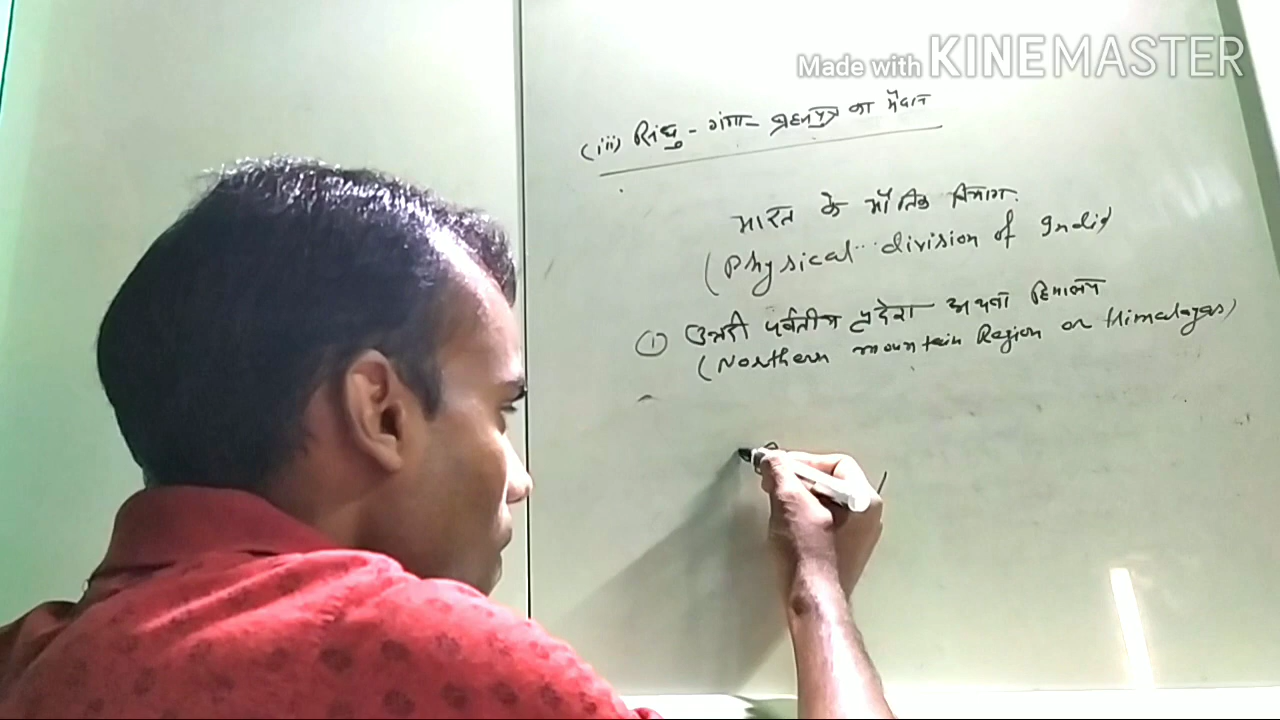 Made with KINEMASTER
(iii) सिंधु - गंगा - ब्रह्मपुत्र का मैदान
भारत के भौतिक विभाग.
(Physical division of India
① उत्तरी पर्वतीय प्रदेश अथवा हिमालय
(Northern mountain Region or Himalayas)